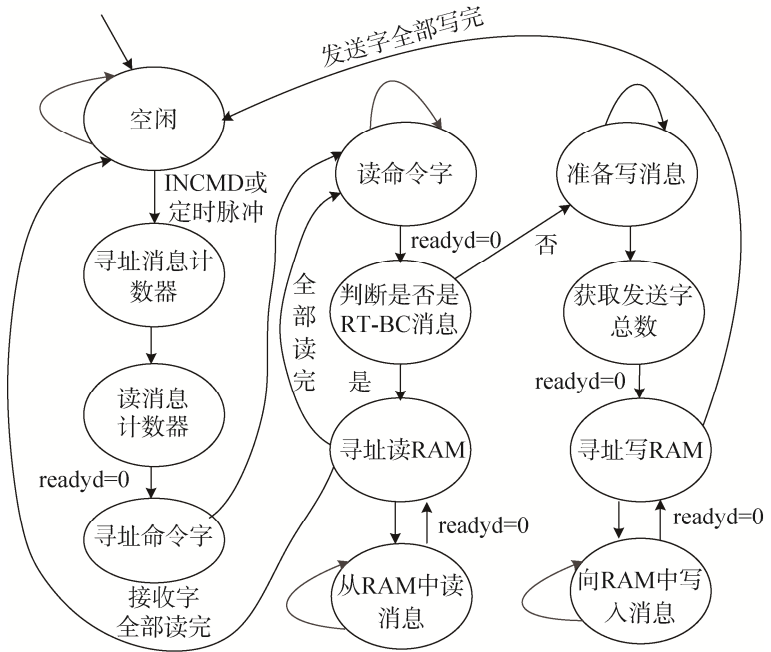 发送字全部写完
空闲
INCMD或
定时脉冲
寻址消息计
数器
读消息
计数器
readyd=0
寻址命令字
接收字
全部读完
读命令字
readyd=0
判断是否是
RT-BC消息
否
是
全部读完
寻址读RAM
readyd=0
从RAM中读
消息
准备写消息
获取发送字
总数
readyd=0
寻址写RAM
readyd=0
向RAM中写
入消息